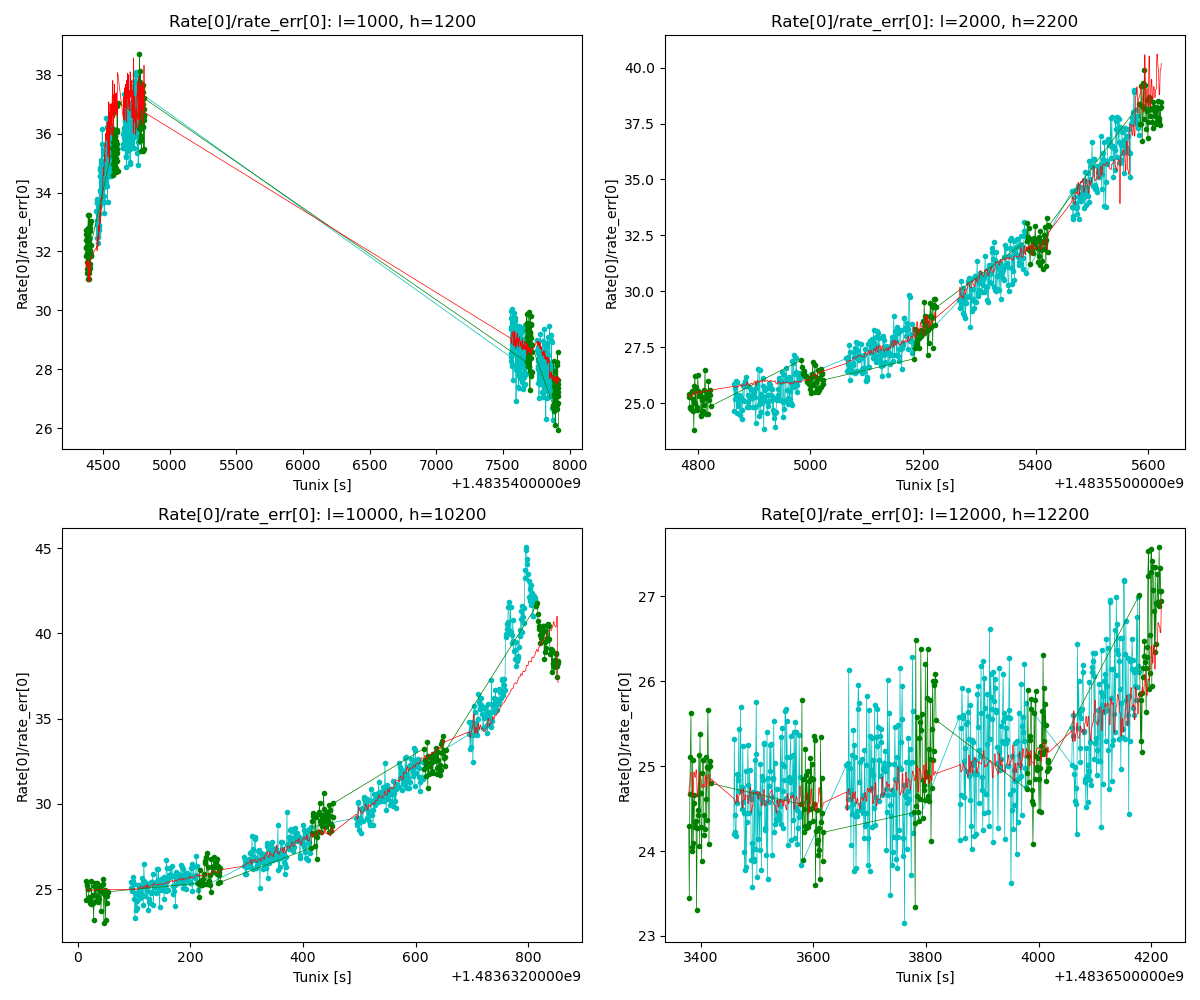 Rate[0]/rate_err[0]: l=1000, h=1200
Rate[0]/rate_err[0]
38
36
34
32
30
28
26
4500 5000 5500 6000 6500 7000 7500 8000
Tunix [s]
+1.4835400000e9
Rate[0]/rate_err[0]: l=2000, h=2200
Rate[0]/rate_err[0]
40.0
37.5
35.0
32.5
30.0
27.5
25.0
4800 5000 5200 5400 5600
Tunix [s]
+1.4835500000e9
Rate[0]/rate_err[0]: l=10000, h=10200
Rate[0]/rate_err[0]
45
40
35
30
25
0 200 400 600 800
Tunix [s]
+1.4836320000e9
Rate[0]/rate_err[0]: l=12000, h=12200
Rate[0]/rate_err[0]
27
26
25
24
23
3400 3600 3800 4000 4200
Tunix [s]
+1.4836500000e9